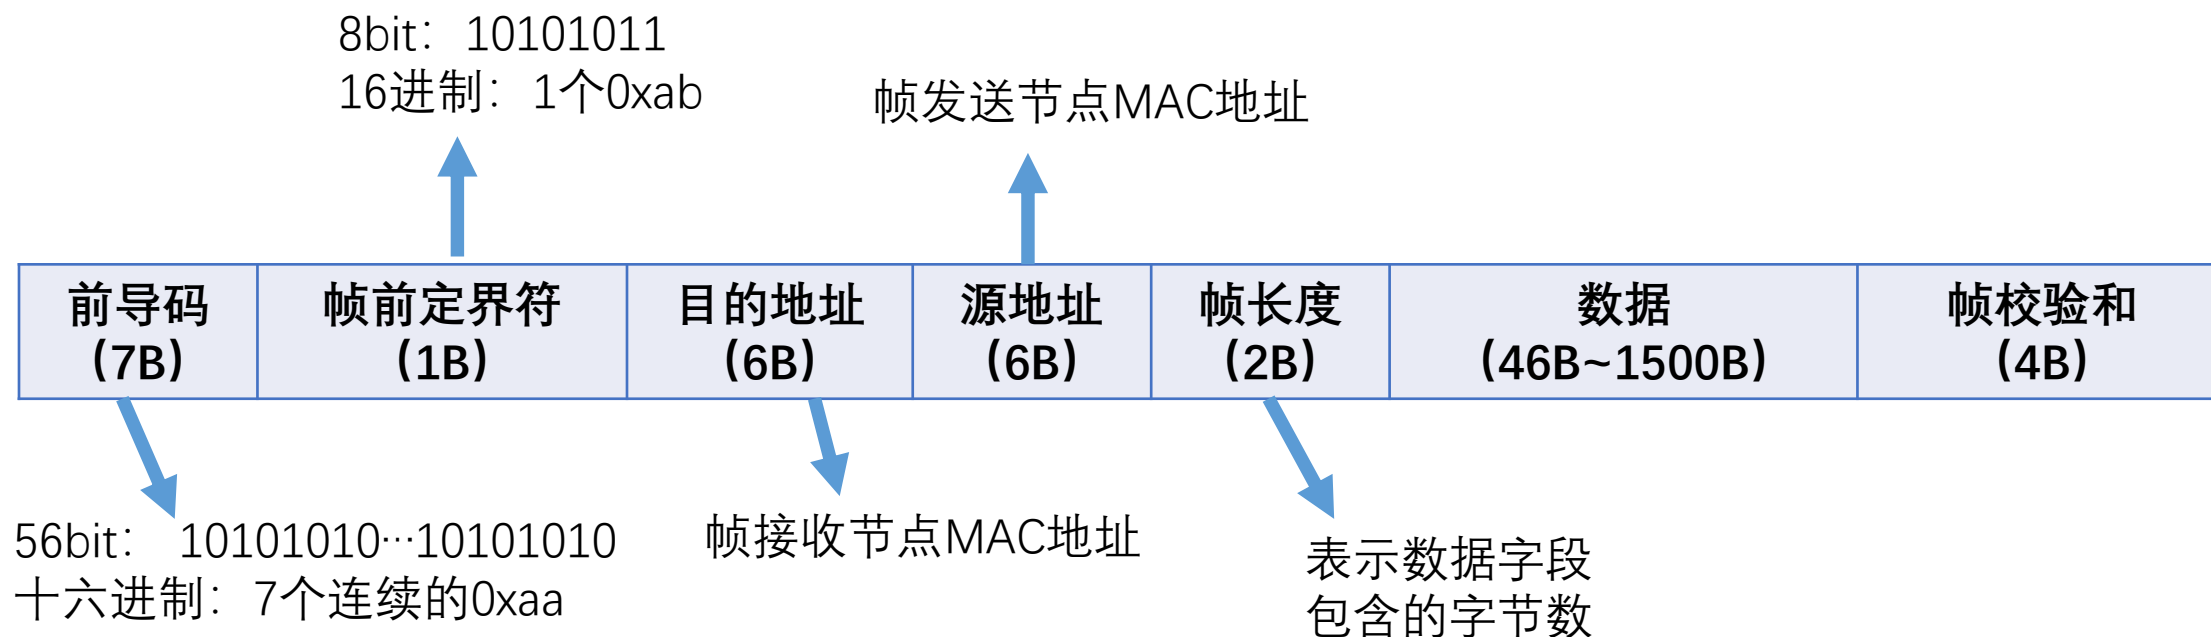 8bit：10101011
16进制：1个0xab
帧发送节点MAC地址
前导码
(7B)
帧前定界符
(1B)
目的地址
(6B)
源地址
(6B)
帧长度
(2B)
数据
(46B~1500B)
帧校验和
(4B)
56bit： 10101010…10101010
十六进制：7个连续的0xaa
帧接收节点MAC地址
表示数据字段
包含的字节数